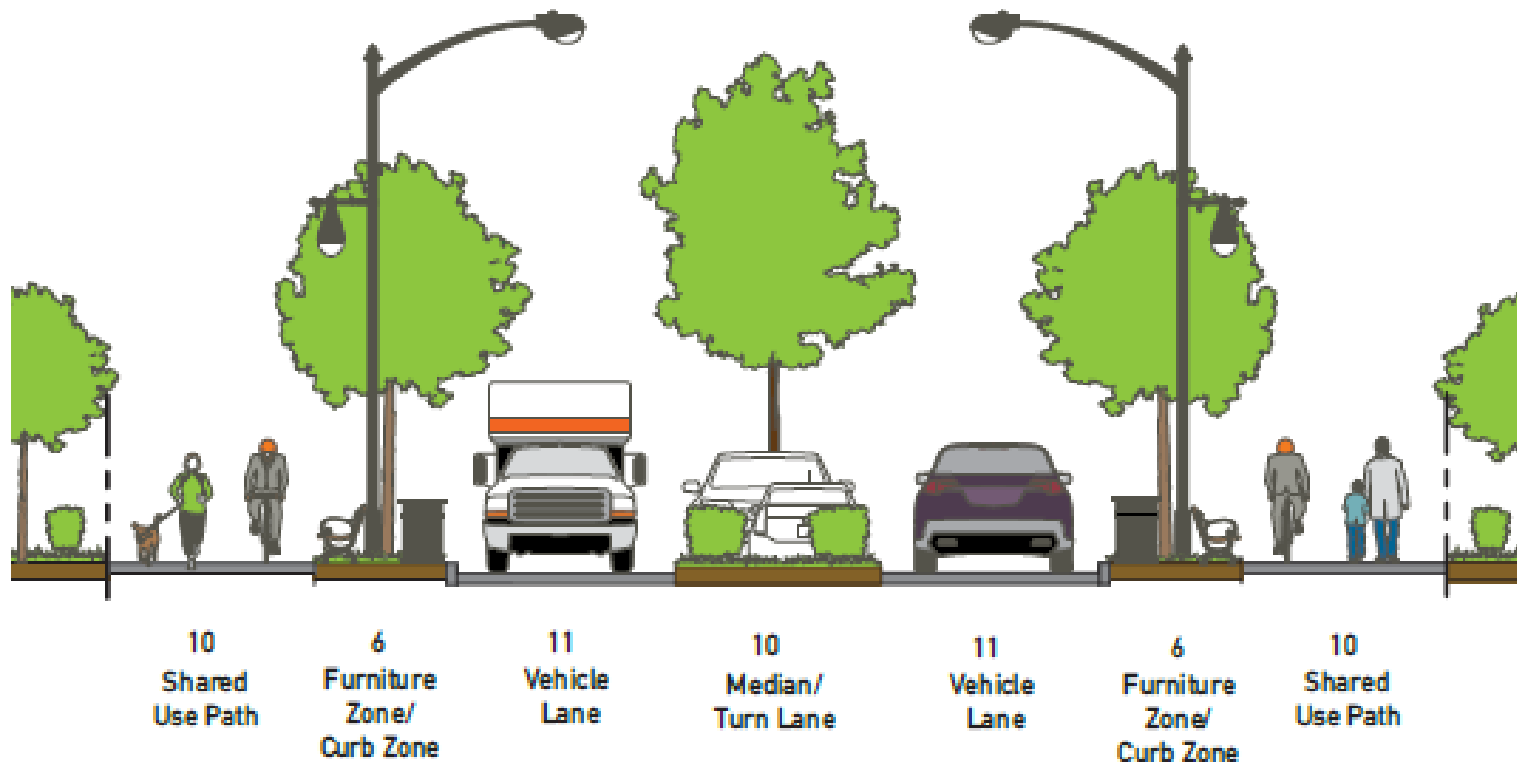 10
Shared
Use Path
6
Furniture
Zone/
Curb Zone
11
Vehicle
Lane
10
Median/
Turn Lane
11
Vehicle
Lane
6
Furniture
Zone/
Curb Zone
10
Shared
Use Path